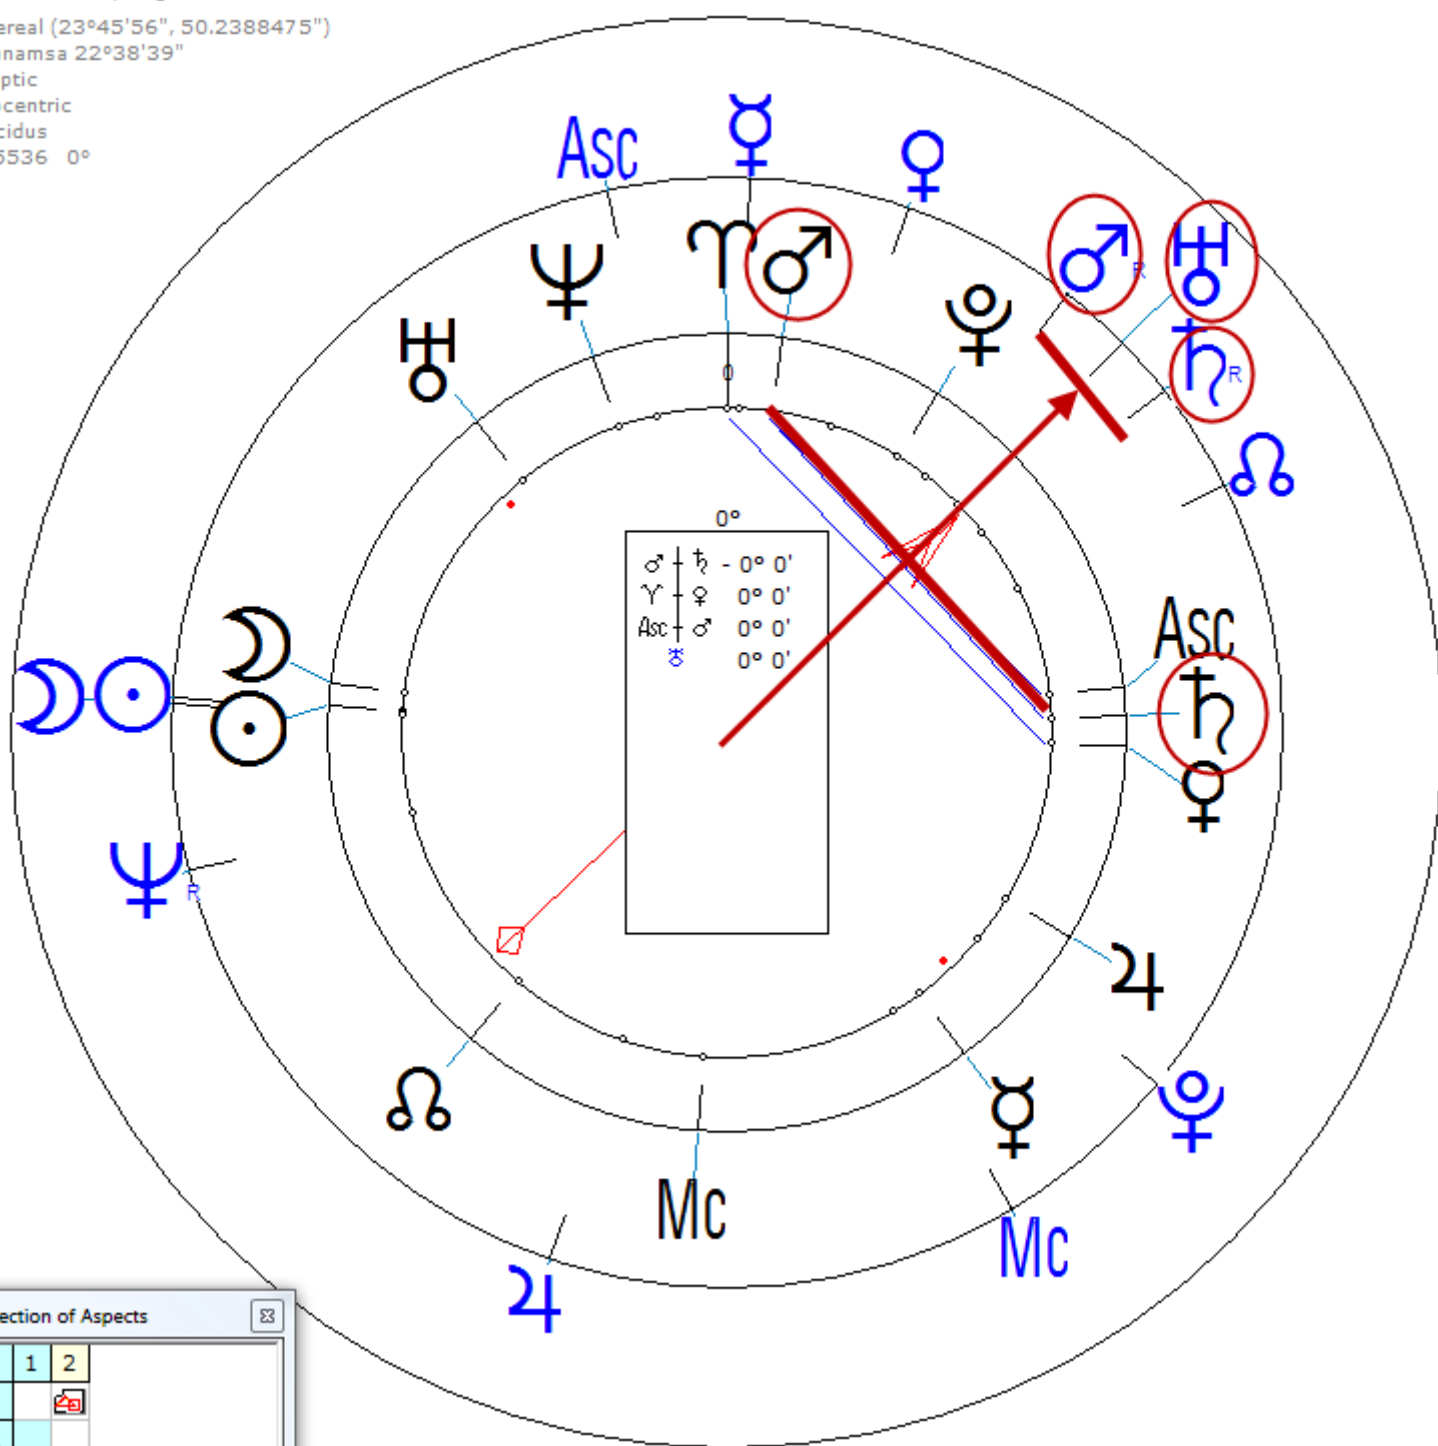 ereal (23°45'56", 50.2388475")
namsa 22°38'39"
ptic
centric
cidus
5536 0°
Asc ☿ ♀
♆ ♈ ♂ ♂ R ♅
♅ ♇ ♄ R
0
☊
0°
♂ ┼ ♄ - 0° 0'
♈ ┼ ♀ 0° 0'
Asc ┼ ♂ 0° 0'
♅ 0° 0'
☽ Asc
☽ ☉ ☉ ♄
♀
♆ R
♃
☊ ☿ ♇
Mc
Mc
♃
ection of Aspects
1 2